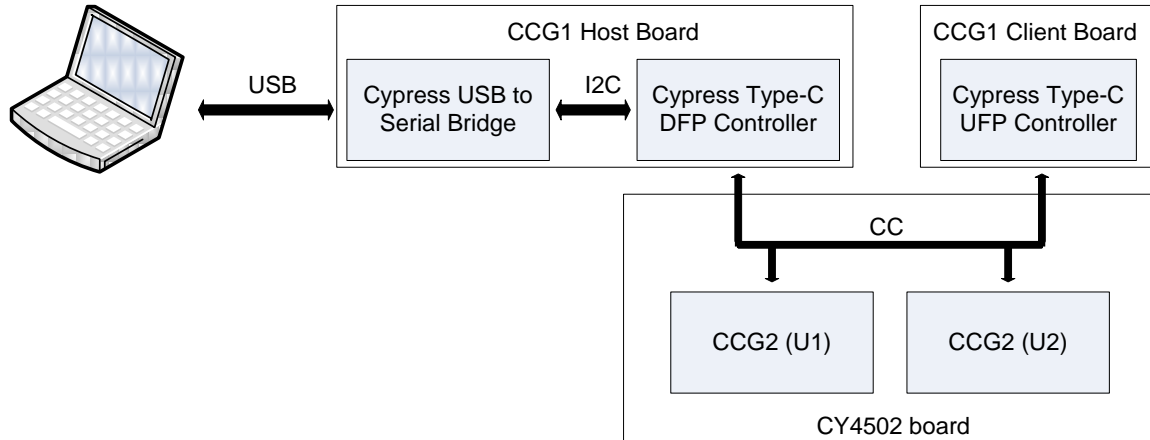 CCG1 Host Board
CCG1 Client Board
USB
Cypress USB to
Serial Bridge
I2C
Cypress Type-C
DFP Controller
Cypress Type-C
UFP Controller
CC
CCG2 (U1)
CCG2 (U2)
CY4502 board